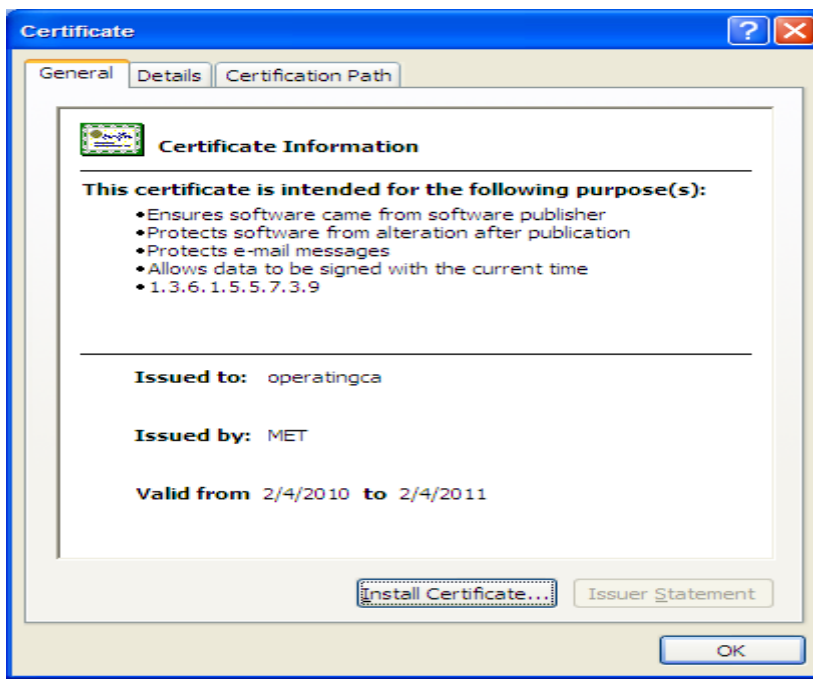 Certificate
General Details Certification Path
Certificate Information
This certificate is intended for the following purpose(s):
•Ensures software came from software publisher
•Protects software from alteration after publication
•Protects e-mail messages
•Allows data to be signed with the current time
•1.3.6.1.5.5.7.3.9
Issued to: operatingca
Issued by: MET
Valid from 2/4/2010 to 2/4/2011
Install Certificate... Issuer Statement
OK